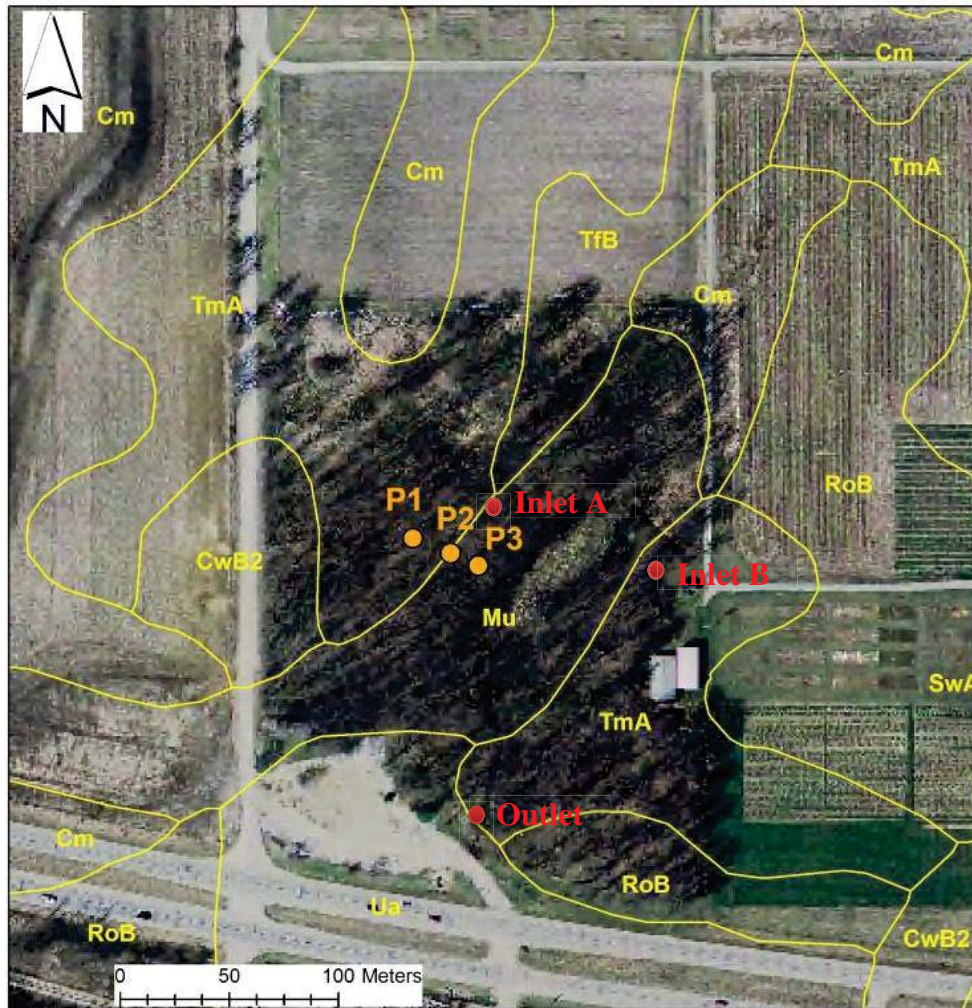 N
Cm
Cm
Cm
TmA
TfB
Cm
TmA
RoB
P1
P2
P3
Inlet A
CwB2
Inlet B
Mu
SwA
TmA
Outlet
Cm
RoB
Ua
RoB
CwB2
0 50 100 Meters